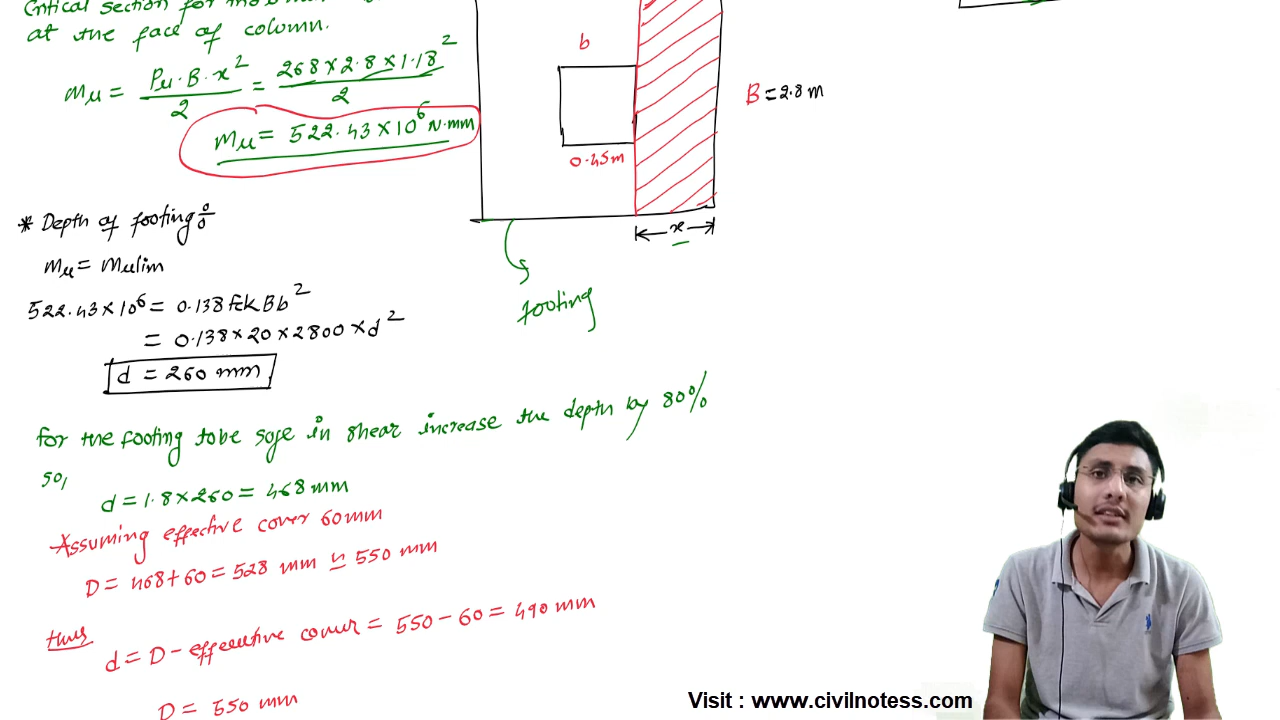 Critical section for
at the face of column.
Mu = Pu·B·x²/2 = 268×2.8×1.18²/2
Mu = 522.43×10⁶ N·mm
b
0.45m
B = 2.8 m
x
footing
* Depth of footing :-
Mu = Mulim
522.43×10⁶ = 0.138 fck Bb²
= 0.138×20×2800×d²
d = 260 mm
for the footing to be safe in shear increase the depth by 80%
so,
d = 1.8×260 = 468 mm
Assuming effective cover 60mm
D = 468+60 = 528 mm ≃ 550 mm
thus
d = D - effective cover = 550 - 60 = 490 mm
D = 550 mm
Visit : www.civilnotess.com